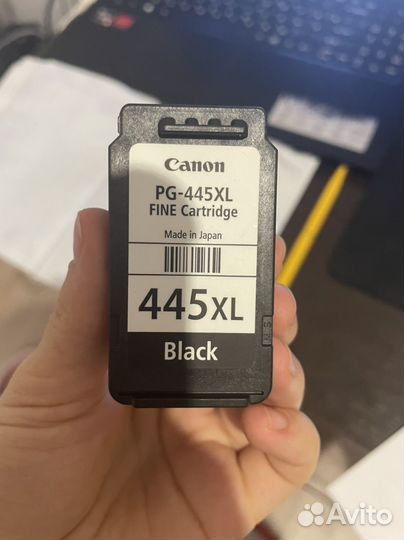 Canon
PG-445XL
FINE Cartridge
Made in Japan
445XL
Black
Avito